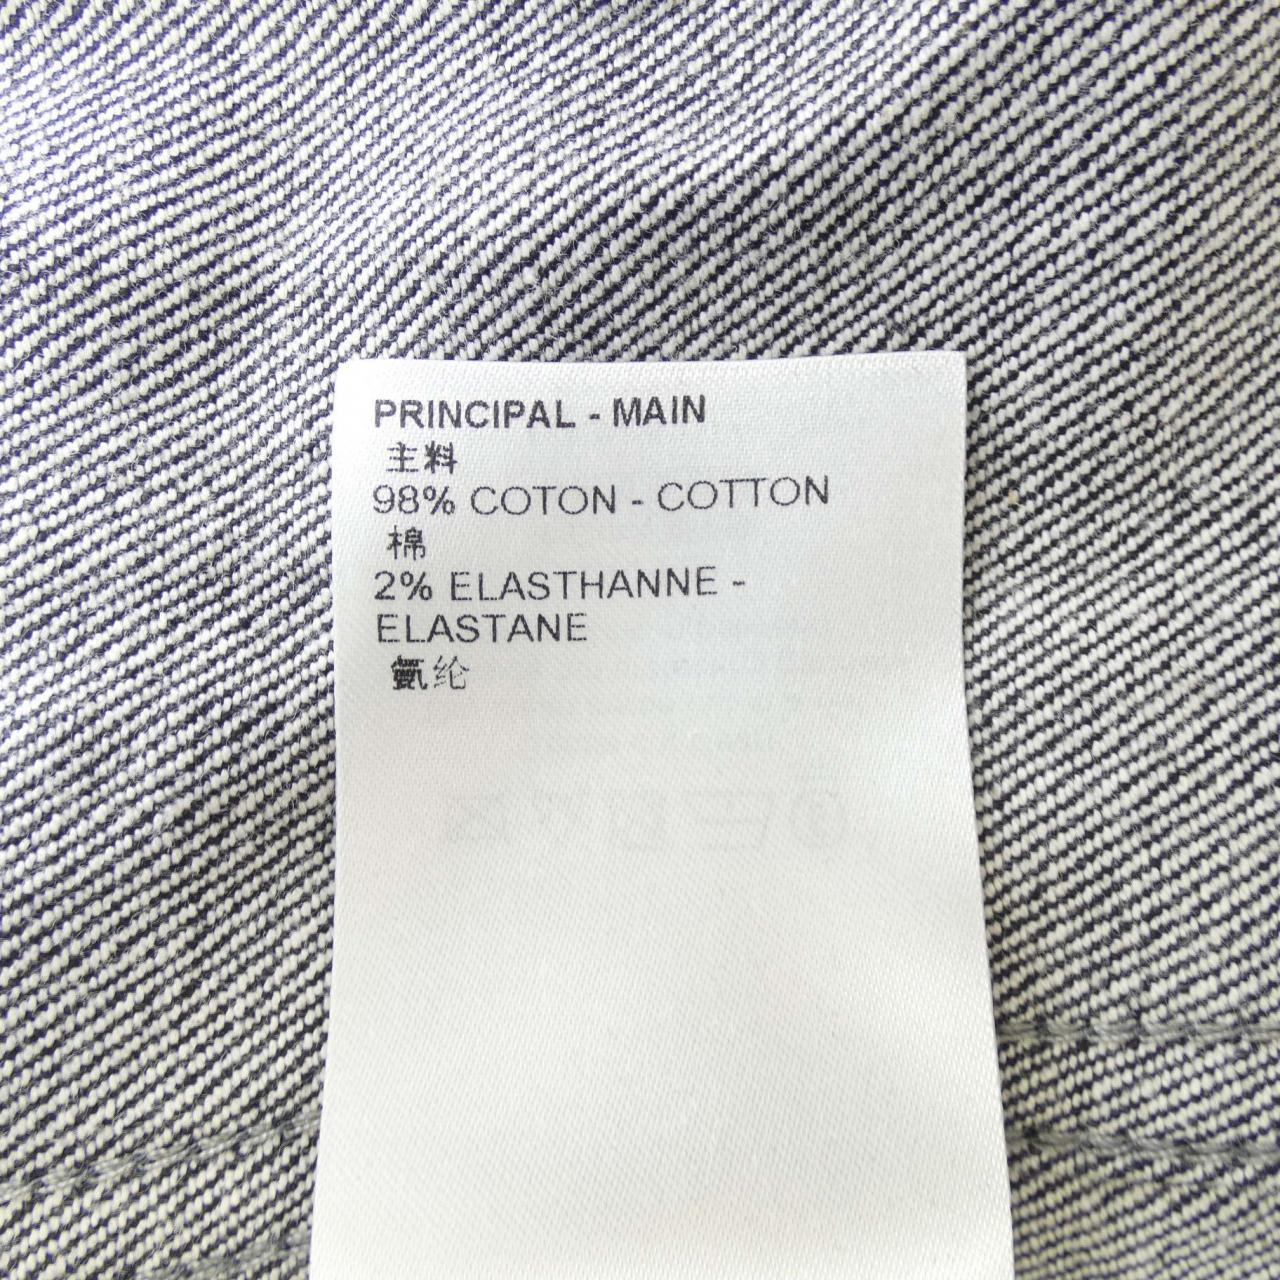 PRINCIPAL - MAIN
主料
98% COTON - COTTON
棉
2% ELASTHANNE -
ELASTANE
氨纶